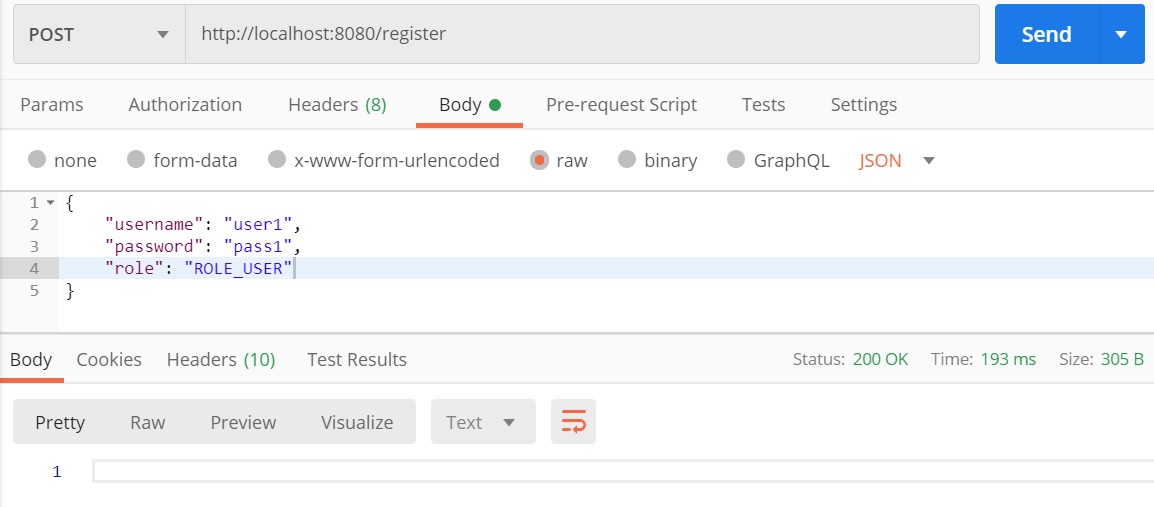 POST http://localhost:8080/register Send
Params Authorization Headers (8) Body Pre-request Script Tests Settings
none form-data x-www-form-urlencoded raw binary GraphQL JSON
1 {
2 "username": "user1",
3 "password": "pass1",
4 "role": "ROLE_USER"
5 }
Body Cookies Headers (10) Test Results Status: 200 OK Time: 193 ms Size: 305 B
Pretty Raw Preview Visualize Text
1